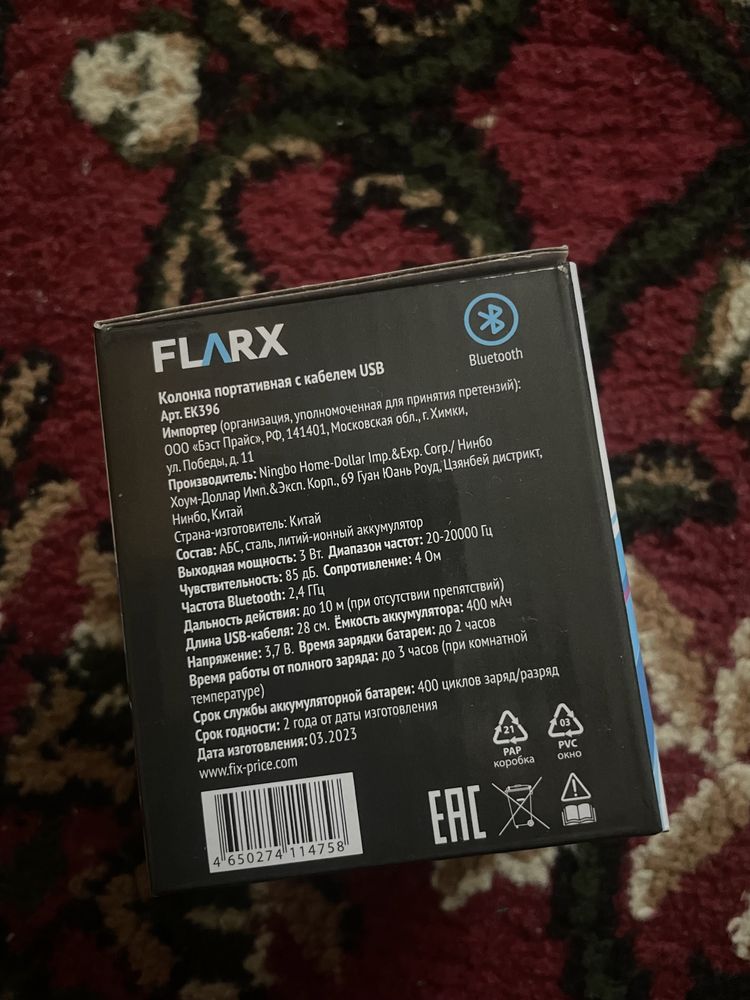 FLARX
Bluetooth
Колонка портативная с кабелем USB
Арт. EK396
Импортер (организация, уполномоченная для принятия претензий):
ООО «Бэст Прайс», РФ, 141401, Московская обл., г. Химки,
ул. Победы, д. 11
Производитель: Ningbo Home-Dollar Imp.&Exp. Corp./ Нинбо
Хоум-Доллар Имп.&Эксп. Корп., 69 Гуан Юань Роуд, Цзянбей дистрикт,
Нинбо, Китай
Страна-изготовитель: Китай
Состав: АБС, сталь, литий-ионный аккумулятор
Выходная мощность: 3 Вт. Диапазон частот: 20-20000 Гц
Чувствительность: 85 дБ. Сопротивление: 4 Ом
Частота Bluetooth: 2,4 ГГц
Дальность действия: до 10 м (при отсутствии препятствий)
Длина USB-кабеля: 28 см. Ёмкость аккумулятора: 400 мАч
Напряжение: 3,7 В. Время зарядки батареи: до 2 часов
Время работы от полного заряда: до 3 часов (при комнатной
температуре)
Срок службы аккумуляторной батареи: 400 циклов заряд/разряд
Срок годности: 2 года от даты изготовления
Дата изготовления: 03.2023
www.fix-price.com
21
PAP
коробка
03
PVC
окно
4 650274 114758
EAC